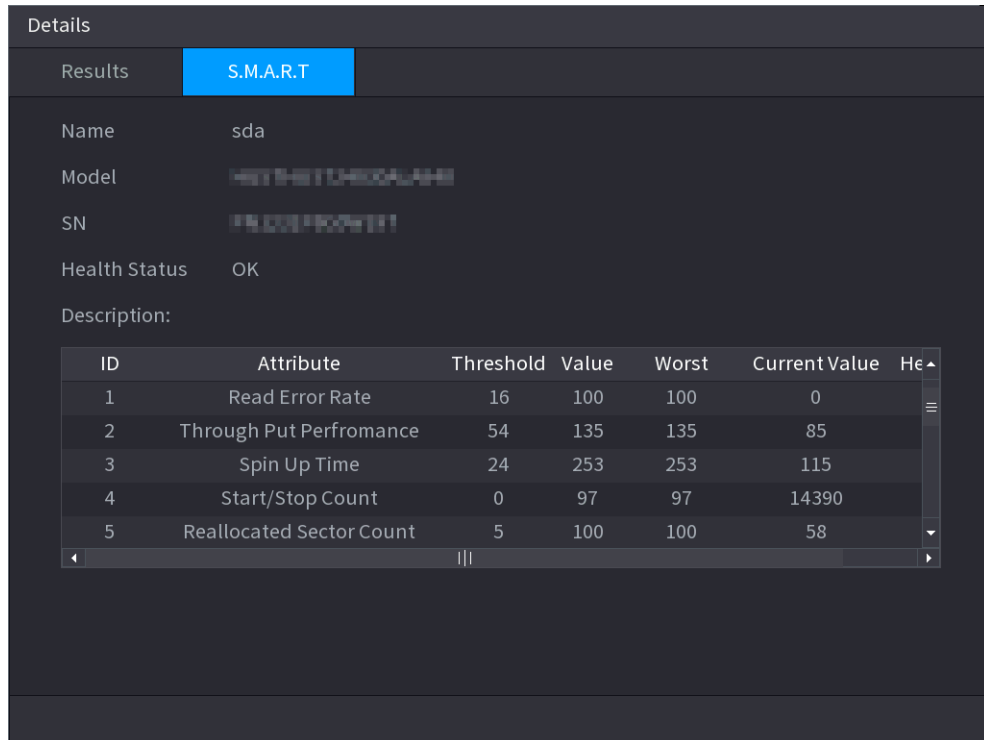 Details
Results S.M.A.R.T
Name sda
Model
SN
Health Status OK
Description:
ID Attribute Threshold Value Worst Current Value He
1 Read Error Rate 16 100 100 0
2 Through Put Perfromance 54 135 135 85
3 Spin Up Time 24 253 253 115
4 Start/Stop Count 0 97 97 14390
5 Reallocated Sector Count 5 100 100 58